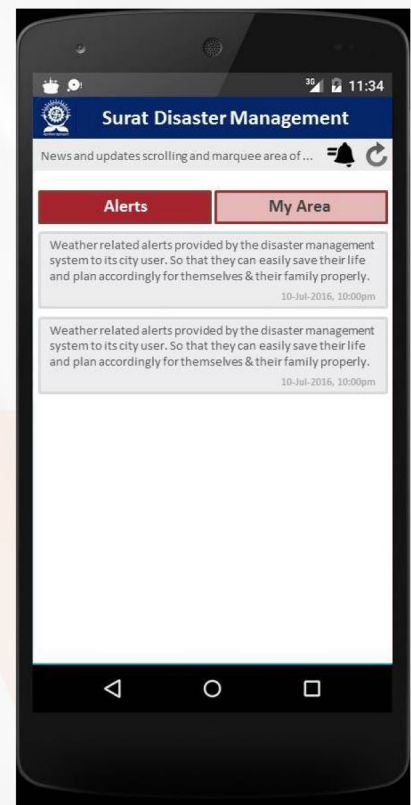 3G 11:34
Surat Disaster Management
News and updates scrolling and marquee area of ...
Alerts My Area
Weather related alerts provided by the disaster management
system to its city user. So that they can easily save their life
and plan accordingly for themselves & their family properly.
10-Jul-2016, 10:00pm
Weather related alerts provided by the disaster management
system to its city user. So that they can easily save their life
and plan accordingly for themselves & their family properly.
10-Jul-2016, 10:00pm